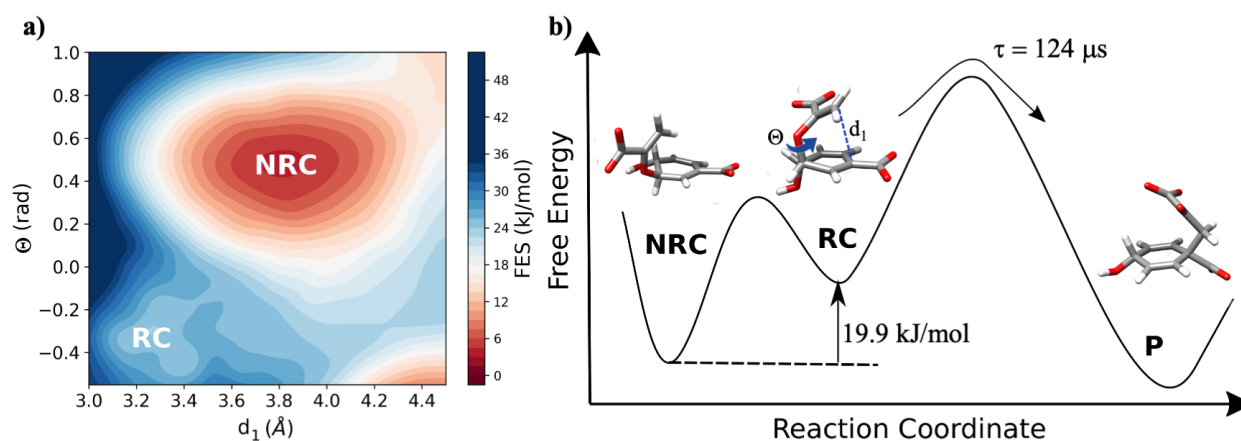 a)
NRC
RC
1.0
0.8
0.6
0.4
0.2
0.0
−0.2
−0.4
Θ (rad)
3.0 3.2 3.4 3.6 3.8 4.0 4.2 4.4
d1 (Å)
48
42
36
30
24
18
12
6
0
FES (kJ/mol)
b)
τ = 124 μs
Θ
d1
NRC
RC
19.9 kJ/mol
P
Free Energy
Reaction Coordinate